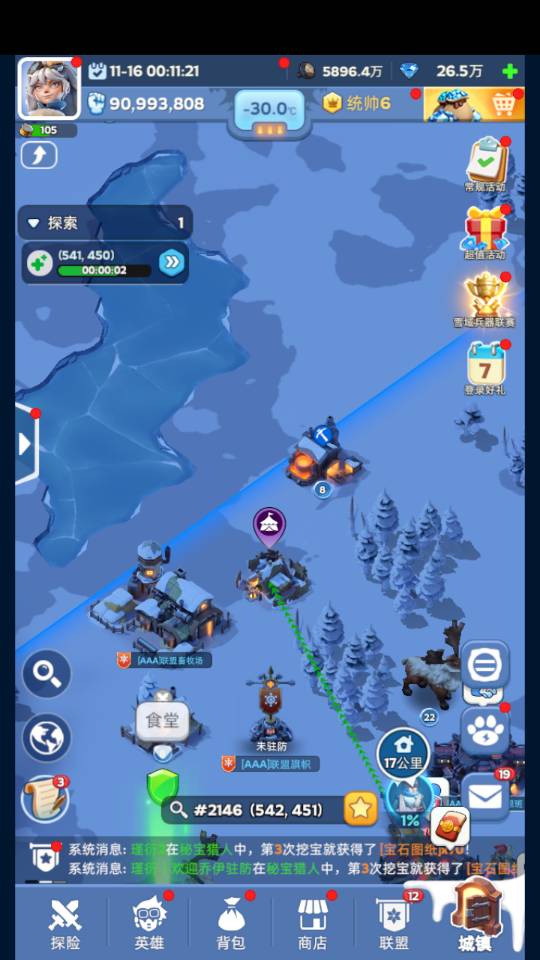 11-16 00:11:21
5896.4万
26.5万
90,993,808
-30.0℃
统帅6
105
常规活动
探索 1
超值活动
(541, 450)
00:00:02
雪域兵器联赛
7
登录好礼
8
[AAA]联盟畜牧场
食堂
22
未驻防
17公里
[AAA]联盟旗帜
19
3
#2146 (542, 451)
1%
系统消息:
在秘宝猎人中，第3次挖宝就获得了[宝石图纸
系统消息:
欢迎乔伊驻防在秘宝猎人中，第3次挖宝就获得了[宝石图
12
探险
英雄
背包
商店
联盟
城镇